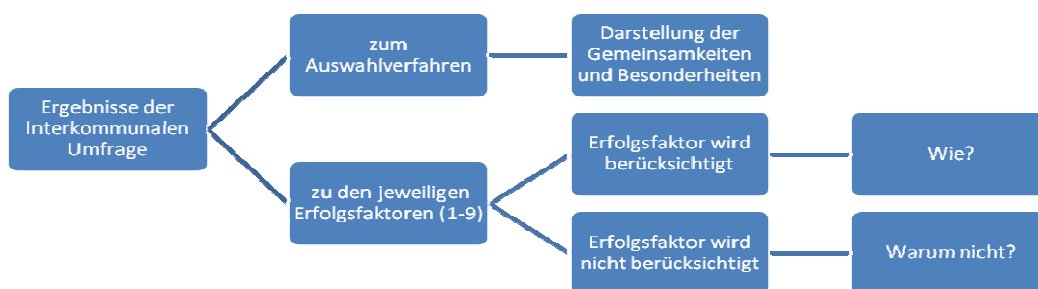 zum
Auswahlverfahren
Darstellung der
Gemeinsamkeiten
und Besonderheiten
Ergebnisse der
Interkommunalen
Umfrage
zu den jeweiligen
Erfolgsfaktoren (1-9)
Erfolgsfaktor wird
berücksichtigt
Wie?
Erfolgsfaktor wird
nicht berücksichtigt
Warum nicht?